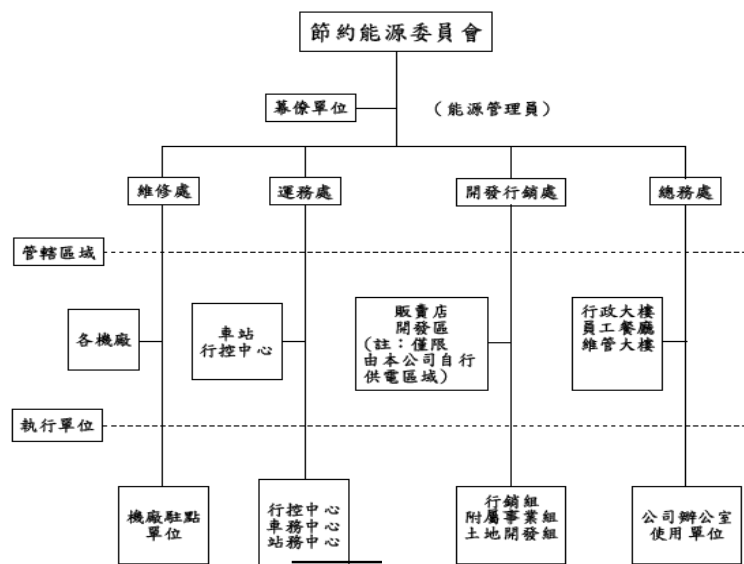 節約能源委員會
幕僚單位
(能源管理員)
維修處
運務處
開發行銷處
總務處
管轄區域
各機廠
車站
行控中心
販賣店
開發區
(註：僅限
由本公司自行
供電區域)
行政大樓
員工餐廳
維管大樓
執行單位
機廠駐點
單位
行控中心
車務中心
站務中心
行銷組
附屬事業組
土地開發組
公司辦公室
使用單位